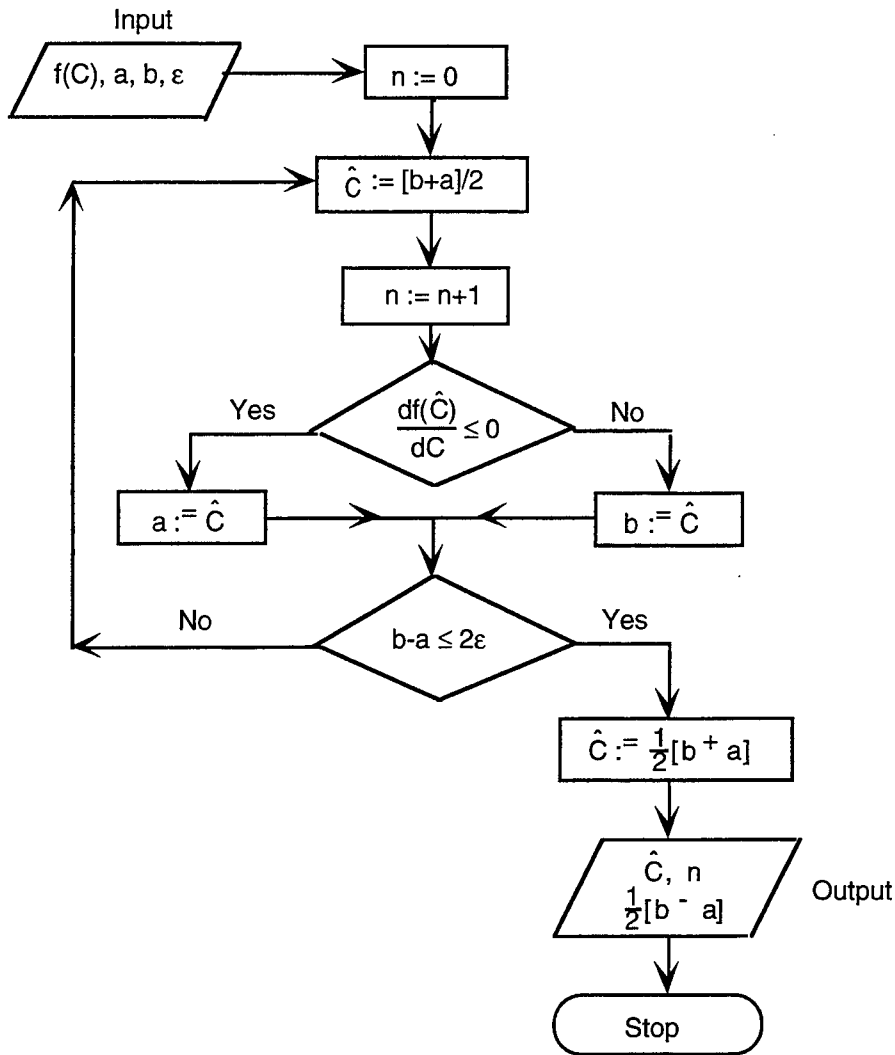 Input
f(C), a, b, ε
n := 0
Ĉ := [b+a]/2
n := n+1
Yes
df(Ĉ)
dC
≤ 0
No
a := Ĉ
b := Ĉ
No
b-a ≤ 2ε
Yes
Ĉ := 1/2[b + a]
Ĉ, n
1/2[b - a]
Output
Stop